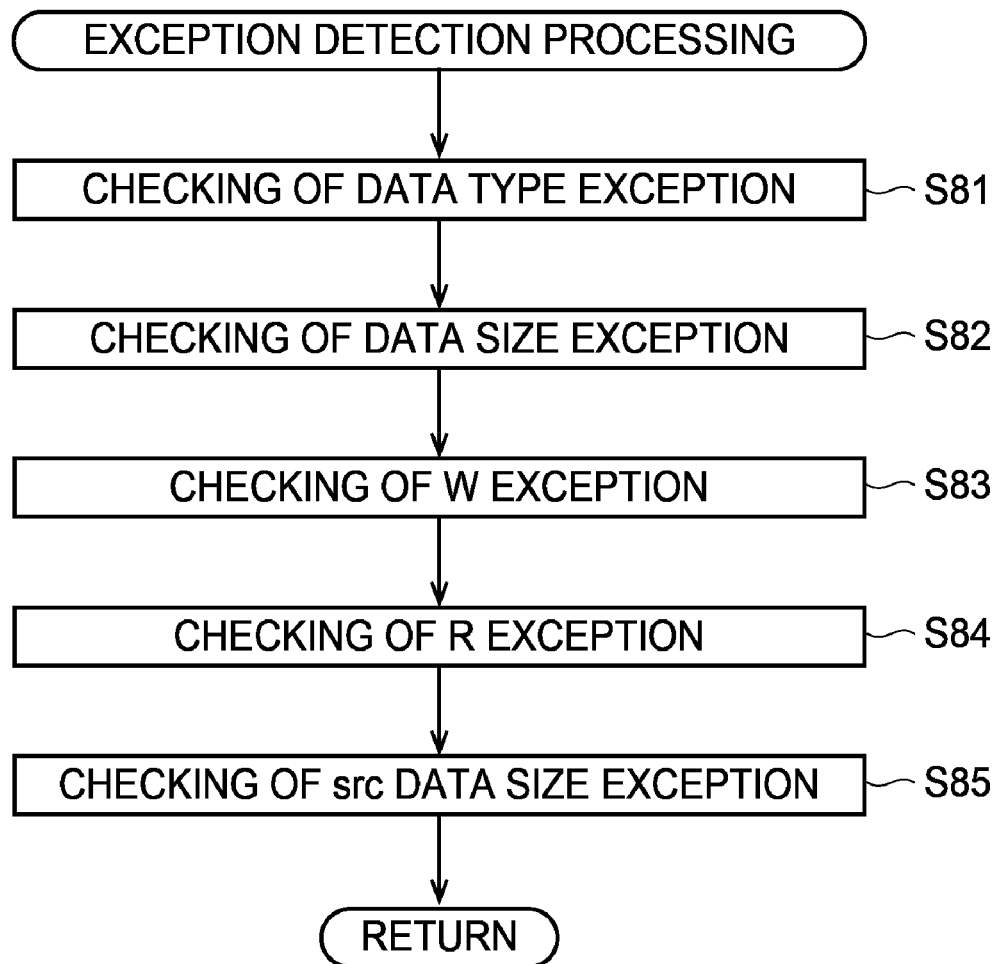 EXCEPTION DETECTION PROCESSING
CHECKING OF DATA TYPE EXCEPTION S81
CHECKING OF DATA SIZE EXCEPTION S82
CHECKING OF W EXCEPTION S83
CHECKING OF R EXCEPTION S84
CHECKING OF src DATA SIZE EXCEPTION S85
RETURN